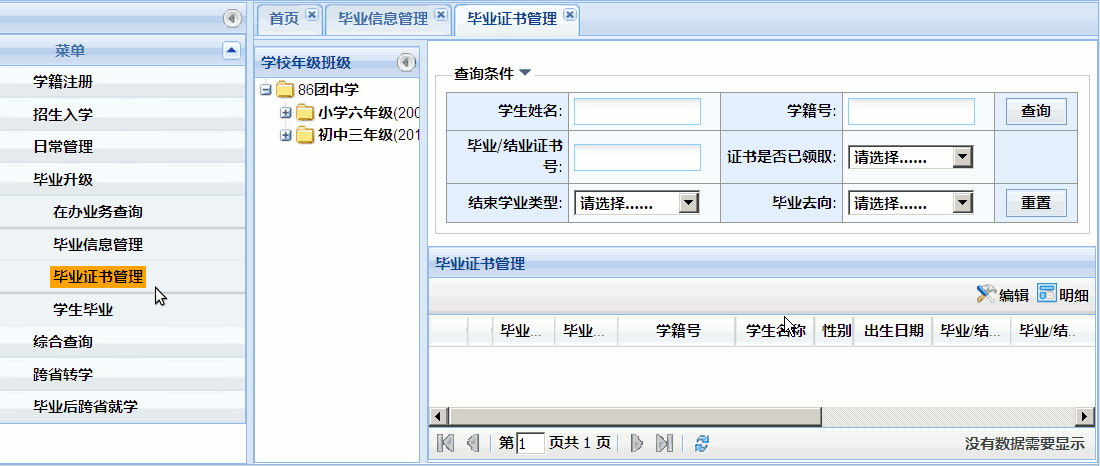 菜单
学籍注册
招生入学
日常管理
毕业升级
在办业务查询
毕业信息管理
毕业证书管理
学生毕业
综合查询
跨省转学
毕业后跨省就学
首页 毕业信息管理 毕业证书管理
学校年级班级
86团中学
小学六年级(200
初中三年级(201
查询条件
学生姓名: 学籍号: 查询
毕业/结业证书
号: 证书是否已领取: 请选择......
结束学业类型: 请选择...... 毕业去向: 请选择...... 重置
毕业证书管理
编辑 明细
毕业... 毕业... 学籍号 学生名称 性别 出生日期 毕业/结... 毕业/结..
第 1 页共 1 页 没有数据需要显示